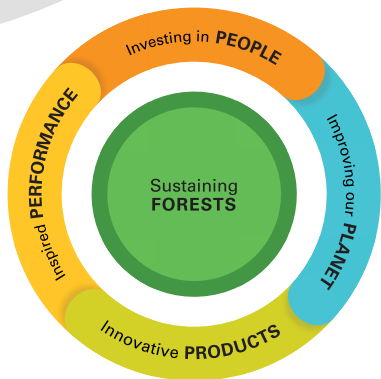 Investing in PEOPLE
Improving our PLANET
Innovative PRODUCTS
Inspired PERFORMANCE
Sustaining
FORESTS